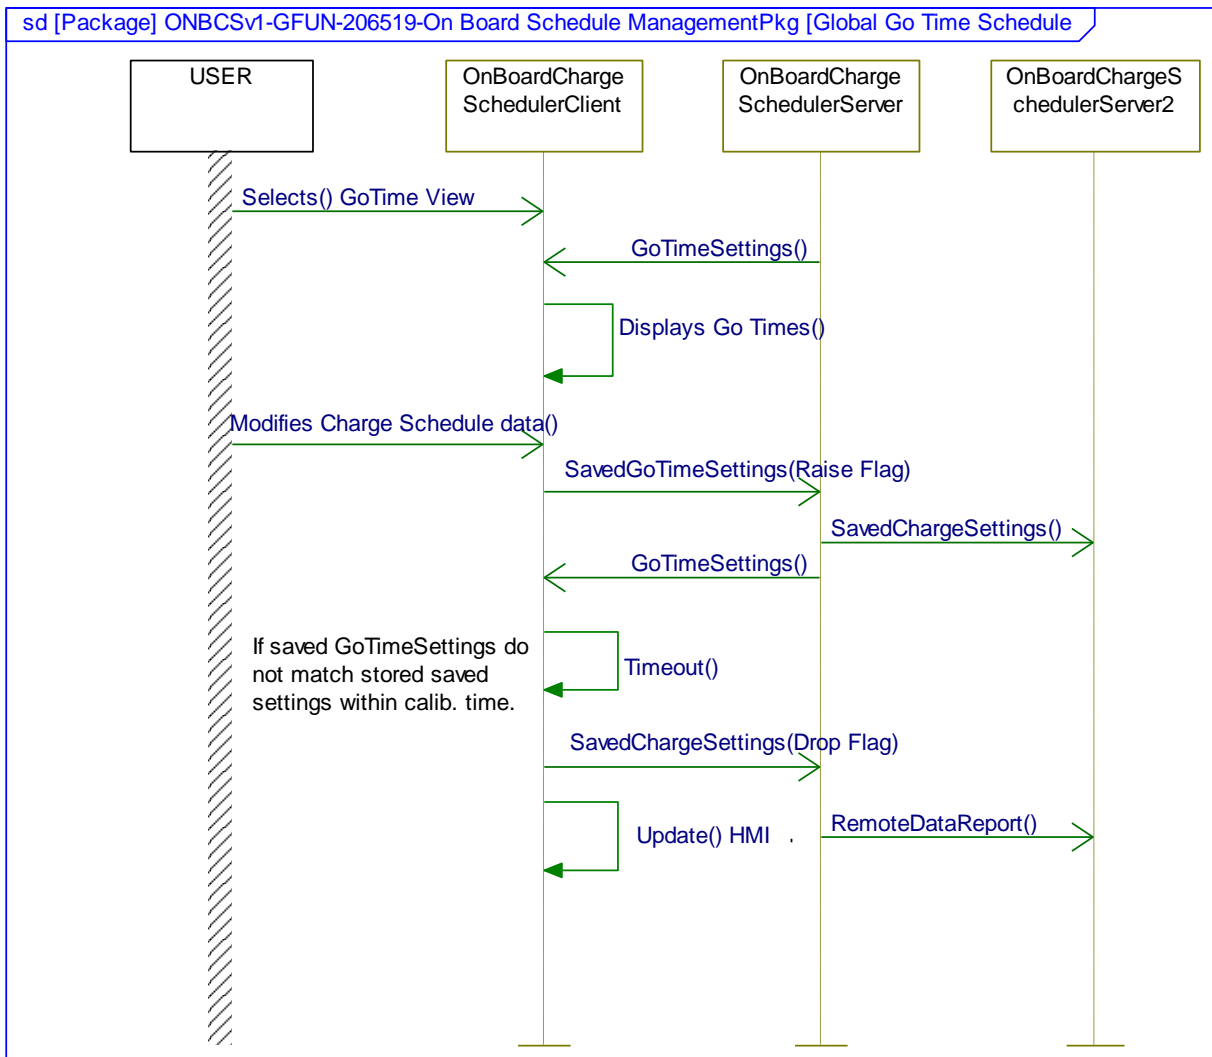 sd [Package] ONBCSv1-GFUN-206519-On Board Schedule ManagementPkg [Global Go Time Schedule
USER
OnBoardCharge
SchedulerClient
OnBoardCharge
SchedulerServer
OnBoardChargeS
chedulerServer2
Selects() GoTime View
GoTimeSettings()
Displays Go Times()
Modifies Charge Schedule data()
SavedGoTimeSettings(Raise Flag)
SavedChargeSettings()
GoTimeSettings()
If saved GoTimeSettings do
not match stored saved
settings within calib. time.
Timeout()
SavedChargeSettings(Drop Flag)
Update() HMI .
RemoteDataReport()